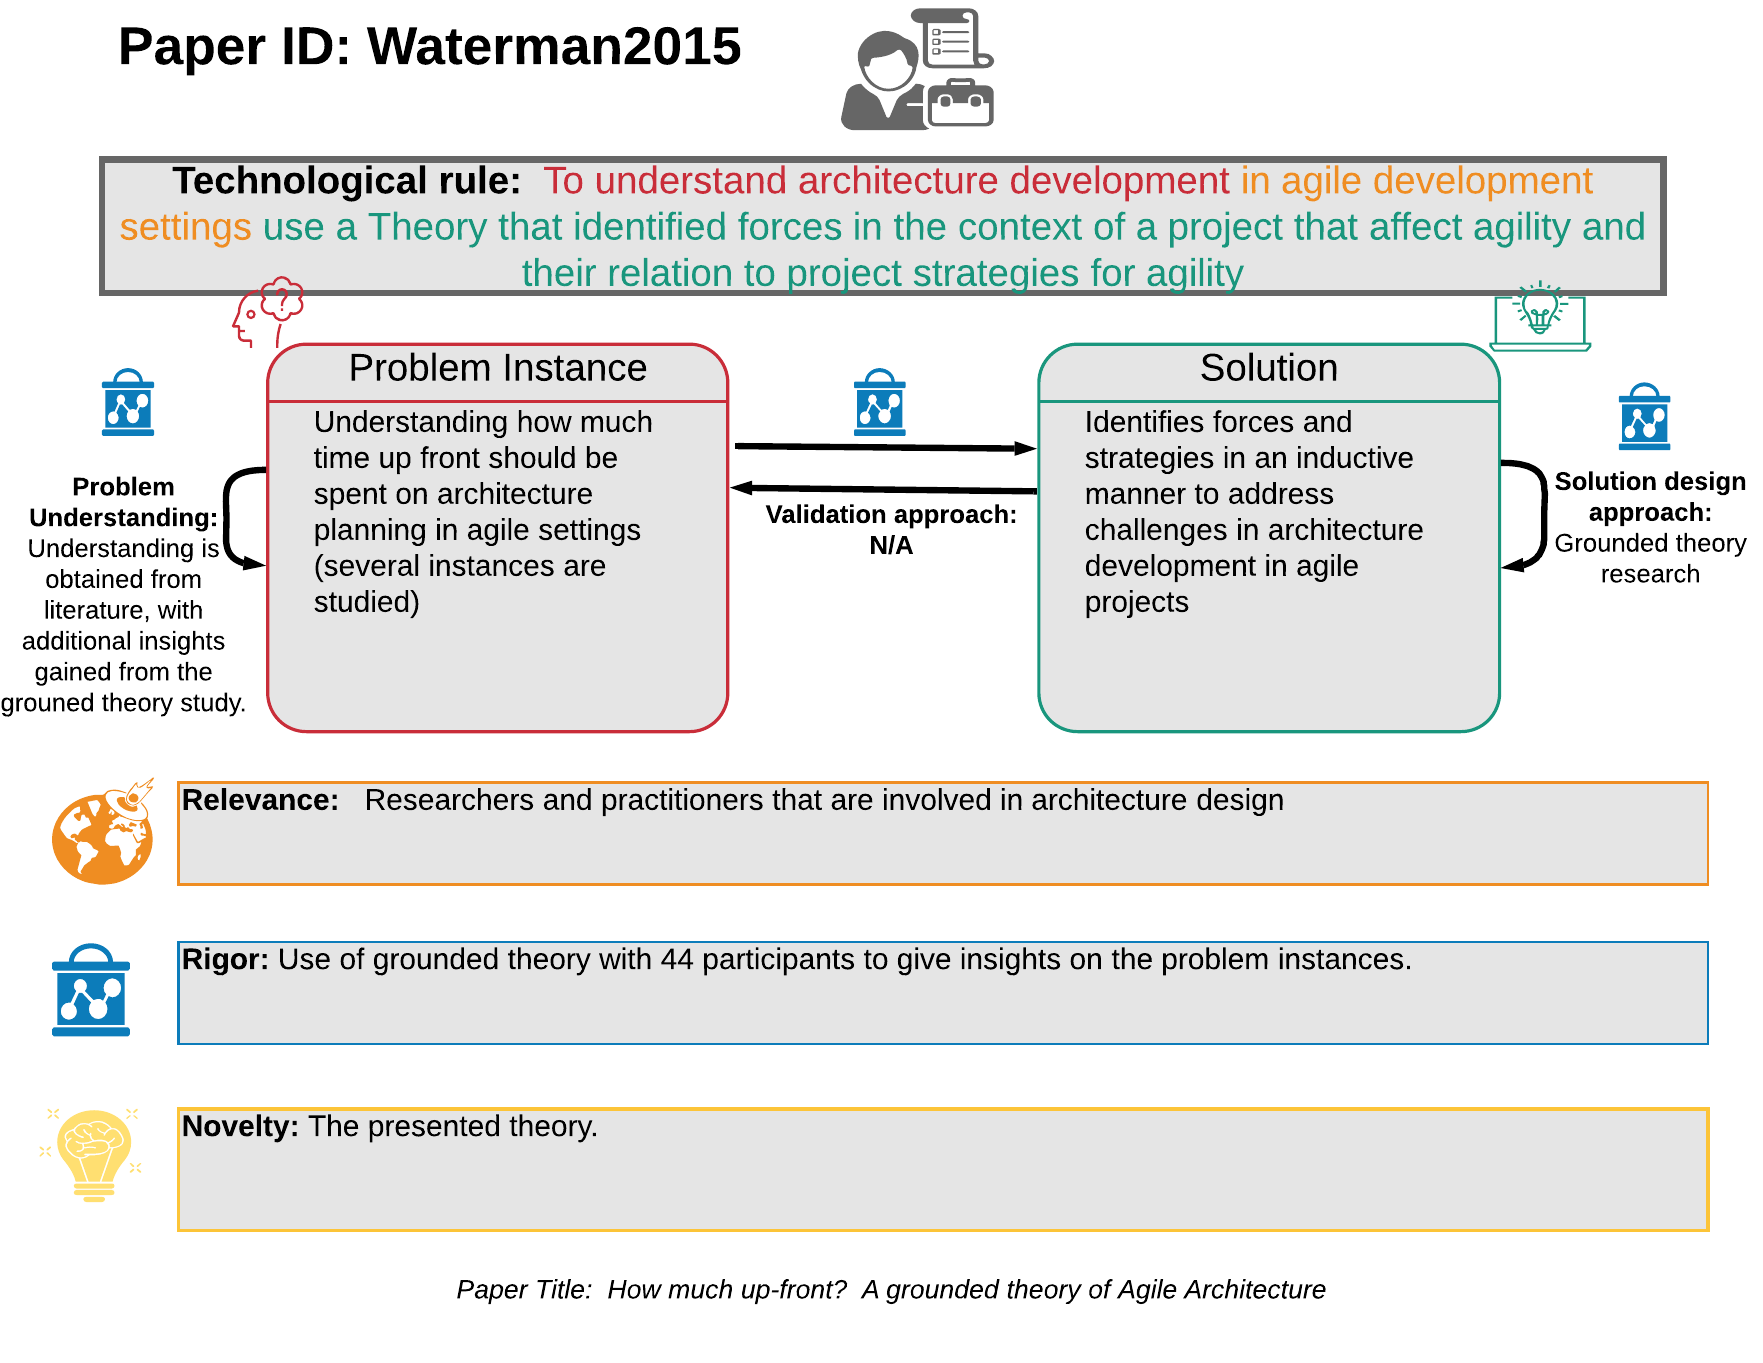 Paper ID: Waterman2015
Technological rule: To understand architecture development in agile development
settings use a Theory that identified forces in the context of a project that affect agility and
their relation to project strategies for agility
?
Problem Instance
Understanding how much
time up front should be
spent on architecture
planning in agile settings
(several instances are
studied)
Solution
Identifies forces and
strategies in an inductive
manner to address
challenges in architecture
development in agile
projects
Problem
Understanding:
Understanding is
obtained from
literature, with
additional insights
gained from the
grouned theory study.
Validation approach:
N/A
Solution design
approach:
Grounded theory
research
Relevance: Researchers and practitioners that are involved in architecture design
Rigor: Use of grounded theory with 44 participants to give insights on the problem instances.
Novelty: The presented theory.
Paper Title: How much up-front? A grounded theory of Agile Architecture